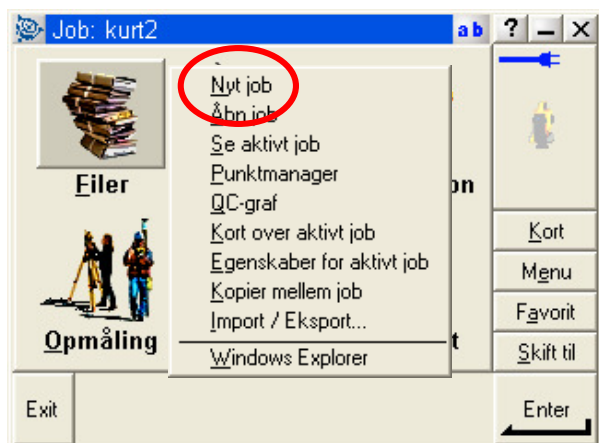 Job: kurt2
ab ? – X
Nyt job
Åbn job
Se aktivt job
Punktmanager
QC-graf
Kort over aktivt job
Egenskaber for aktivt job
Kopier mellem job
Import / Eksport...
Windows Explorer
Filer
on
Opmåling
t
Kort
Menu
Favorit
Skift til
Exit
Enter